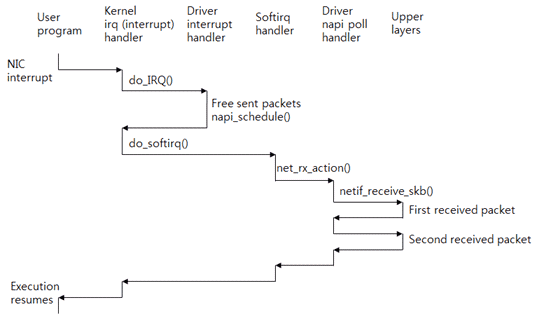 User
program
Kernel
irq (interrupt)
handler
Driver
interrupt
handler
Softirq
handler
Driver
napi poll
handler
Upper
layers
NIC
interrupt
do_IRQ()
Free sent packets
napi_schedule()
do_softirq()
net_rx_action()
netif_receive_skb()
First received packet
Second received packet
Execution
resumes